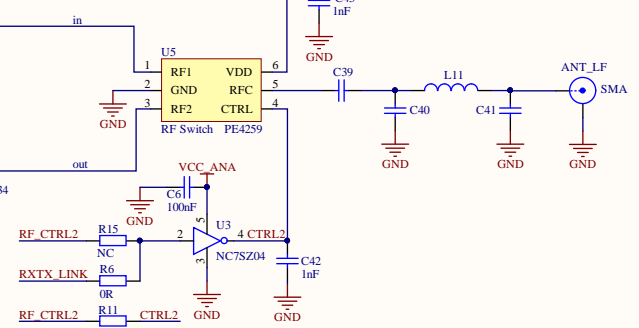 in
1nF
GND
U5
1 RF1 VDD 6
2 GND RFC 5
3 RF2 CTRL 4
RF Switch PE4259
GND
C39
L11
ANT_LF
SMA
C40
C41
GND
GND
GND
out
34
VCC_ANA
C6
100nF
GND
5
U3
RF_CTRL2
R15
NC
2
4 CTRL2
NC7SZ04
3
C42
1nF
RXTX_LINK
R6
0R
GND
GND
RF_CTRL2
R11
CTRL2